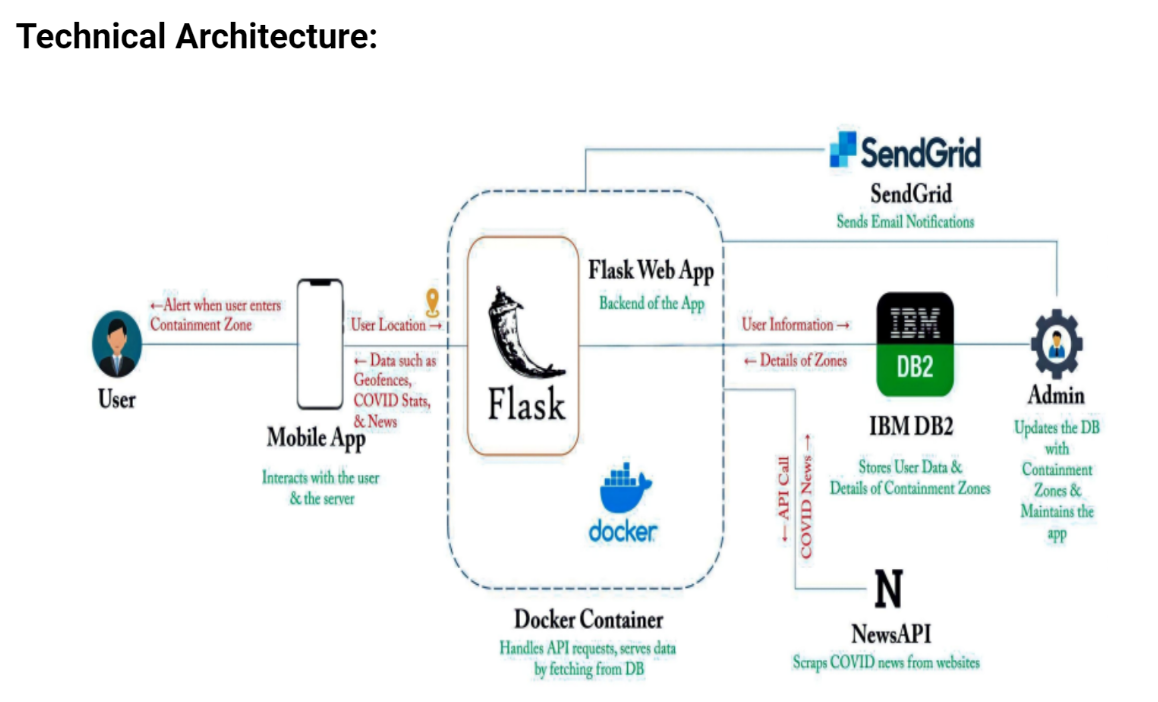 Technical Architecture:
SendGrid
SendGrid
Sends Email Notifications
Flask Web App
Backend of the App
←Alert when user enters
Containment Zone
User
User Location →
← Data such as
Geofences,
COVID Stats,
& News
Mobile App
Interacts with the user
& the server
Flask
docker
Docker Container
Handles API requests, serves data
by fetching from DB
User Information →
← Details of Zones
IBM
DB2
IBM DB2
Stores User Data &
Details of Containment Zones
Admin
Updates the DB
with
Containment
Zones &
Maintains the
app
← API Call
COVID News →
N
NewsAPI
Scraps COVID news from websites